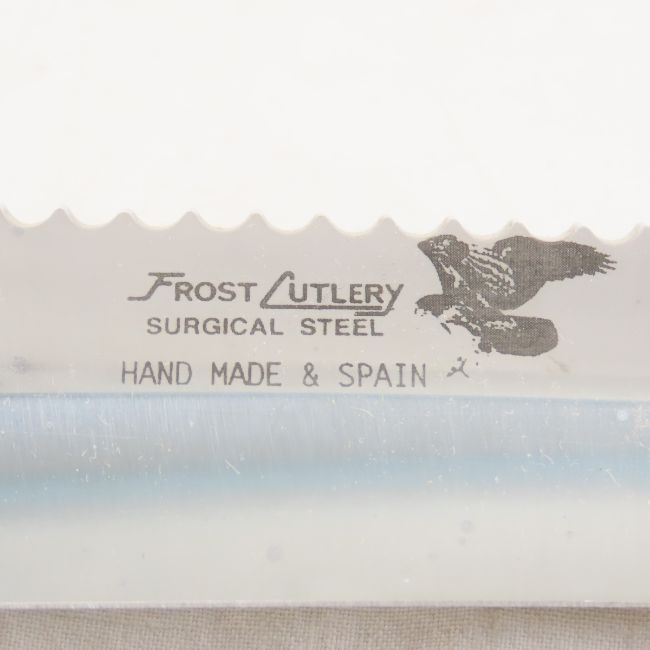 FROST CUTLERY
SURGICAL STEEL
HAND MADE & SPAIN